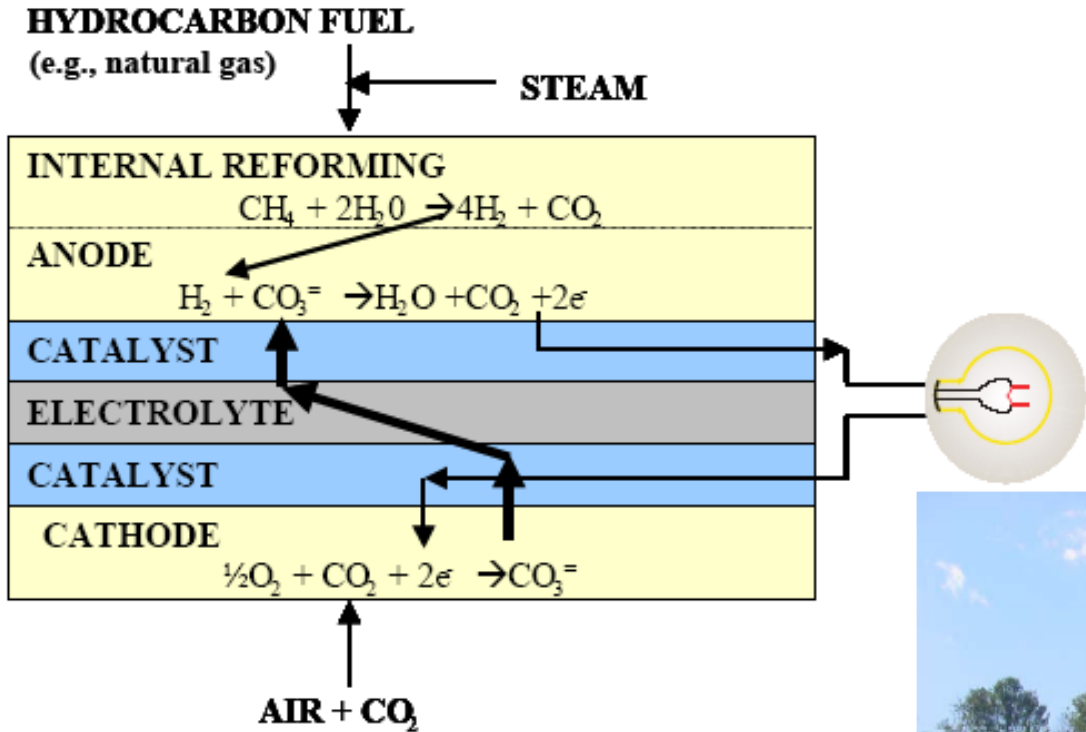 HYDROCARBON FUEL
(e.g., natural gas)
STEAM
INTERNAL REFORMING
CH₄ + 2H₂0 →4H₂ + CO₂
ANODE
H₂ + CO₃⁼ →H₂O +CO₂ +2e⁻
CATALYST
ELECTROLYTE
CATALYST
CATHODE
½O₂ + CO₂ + 2e⁻ →CO₃⁼
AIR + CO₂